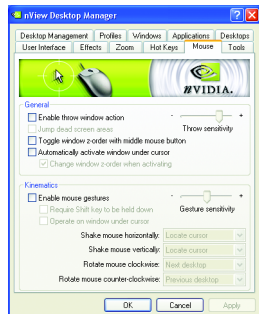 nView Desktop Manager
Desktop Management Profiles Windows Applications Desktops
User Interface Effects Zoom Hot Keys Mouse Tools
NVIDIA.
General
Enable throw window action - +
Jump dead screen areas Throw sensitivity
Toggle window z-order with middle mouse button
Automatically activate window under cursor
Change window z-order when activating
Kinematics
Enable mouse gestures - +
Require Shift key to be held down Gesture sensitivity
Operate on window under cursor
Shake mouse horizontally: Locate cursor
Shake mouse vertically: Locate cursor
Rotate mouse clockwise: Next desktop
Rotate mouse counter-clockwise: Previous desktop
OK Cancel Apply